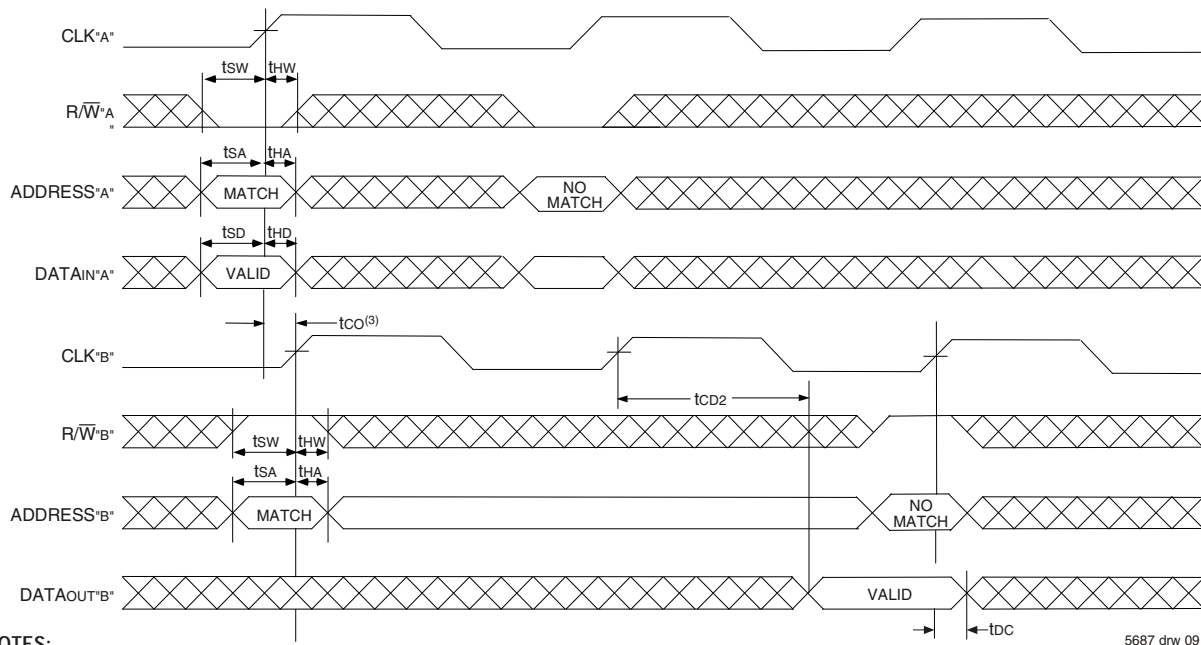 CLK"A"
tSW tHW
R/W̅"A
"
tSA tHA
ADDRESS"A" MATCH NO MATCH
tSD tHD
DATAIN"A" VALID
tCO(3)
CLK"B"
tCD2
R/W̅"B"
tSW tHW
tSA tHA
ADDRESS"B" MATCH NO MATCH
DATAOUT"B" VALID
tDC
OTES:
5687 drw 09